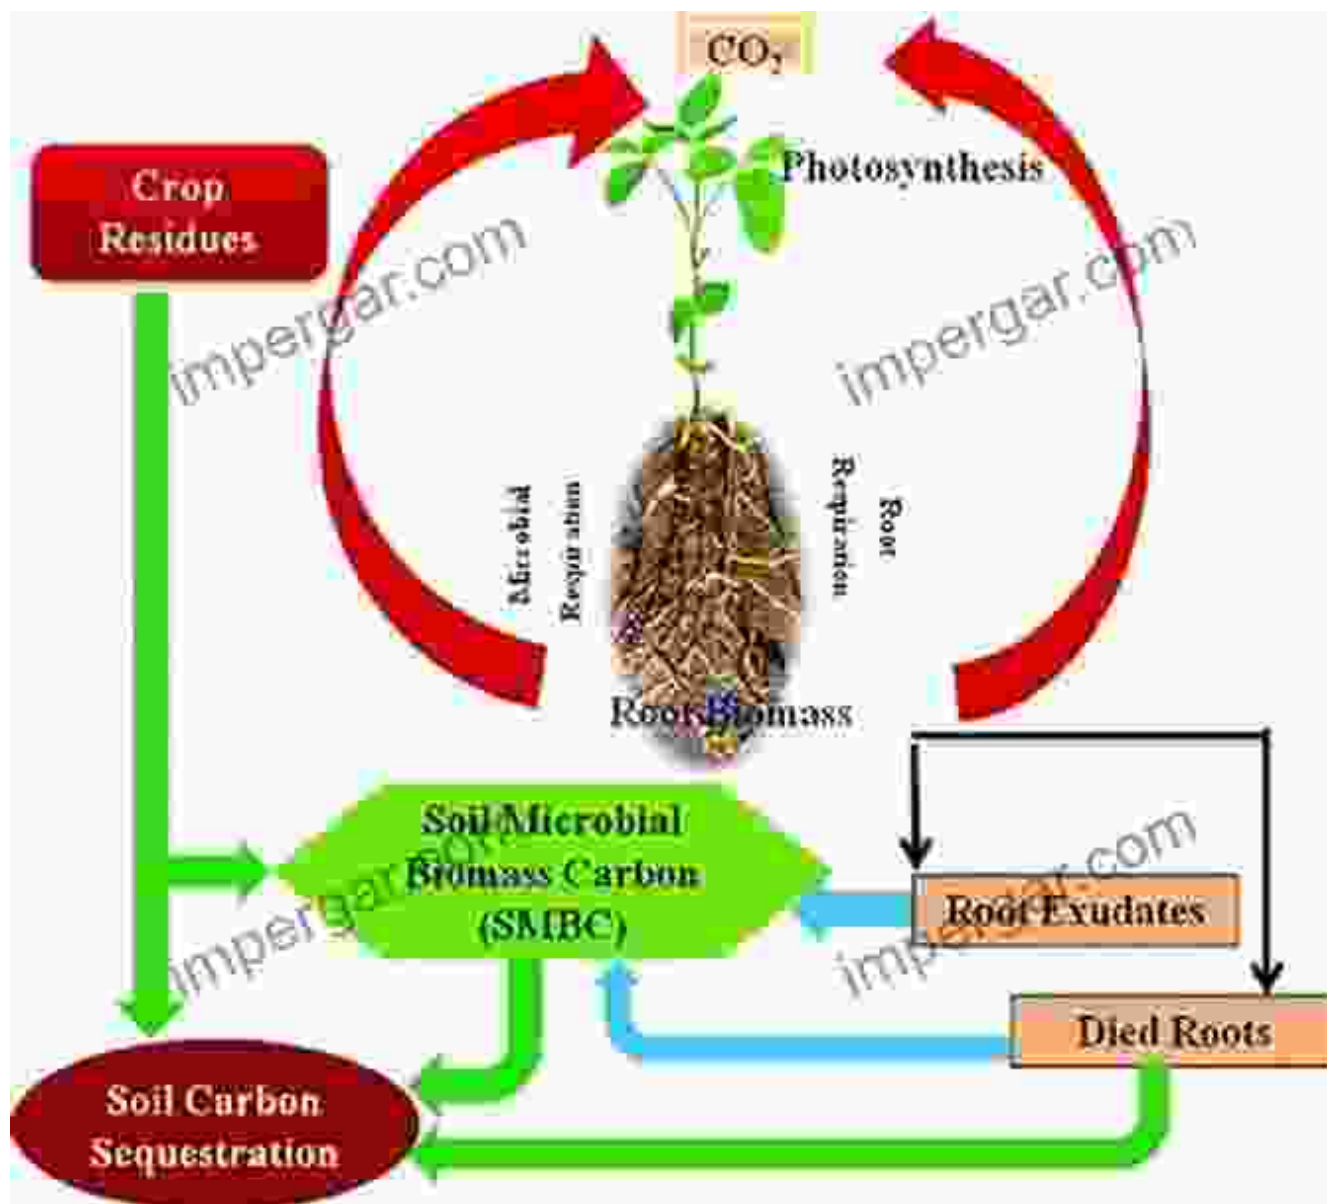 CO₂
Photosynthesis
Crop
Residues
impergar.com
impergar.com
Microbial
Respiration
Root
Respiration
Root Biomass
Soil Microbial
Biomass Carbon
(SMBC)
impergar.com
impergar.com
Root Exudates
Died Roots
Soil Carbon
Sequestration